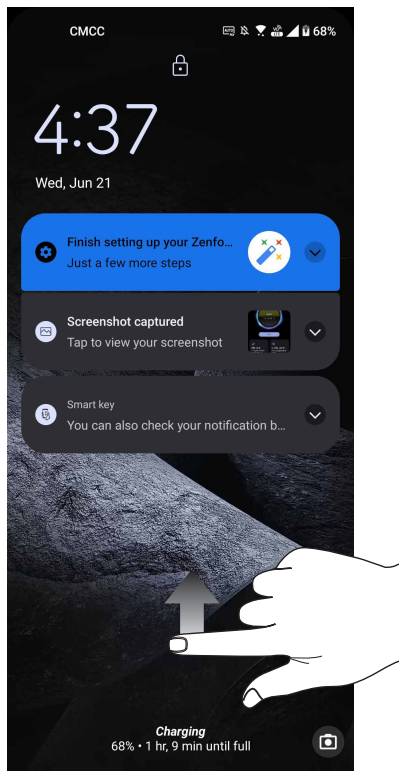 CMCC 68%
4:37
Wed, Jun 21
Finish setting up your Zenfo...
Just a few more steps
Screenshot captured
Tap to view your screenshot
Smart key
You can also check your notification b...
Charging
68% • 1 hr, 9 min until full